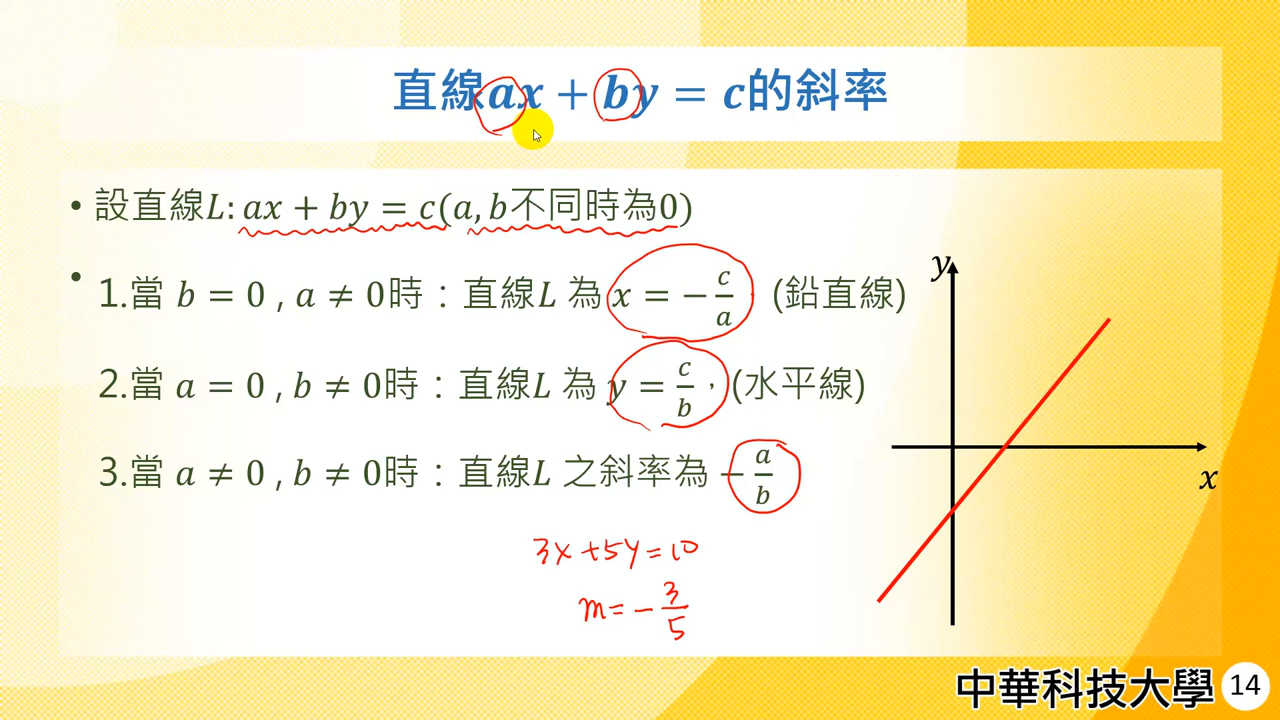 直線ax + by = c的斜率
• 設直線L: ax + by = c(a, b不同時為0)
•
1.當 b = 0 , a ≠ 0時：直線L 為 x = −c/a (鉛直線)
2.當 a = 0 , b ≠ 0時：直線L 為 y = c/b，(水平線)
3.當 a ≠ 0 , b ≠ 0時：直線L 之斜率為 −a/b
3x+5y=10
m=−3/5
y
x
中華科技大學 14